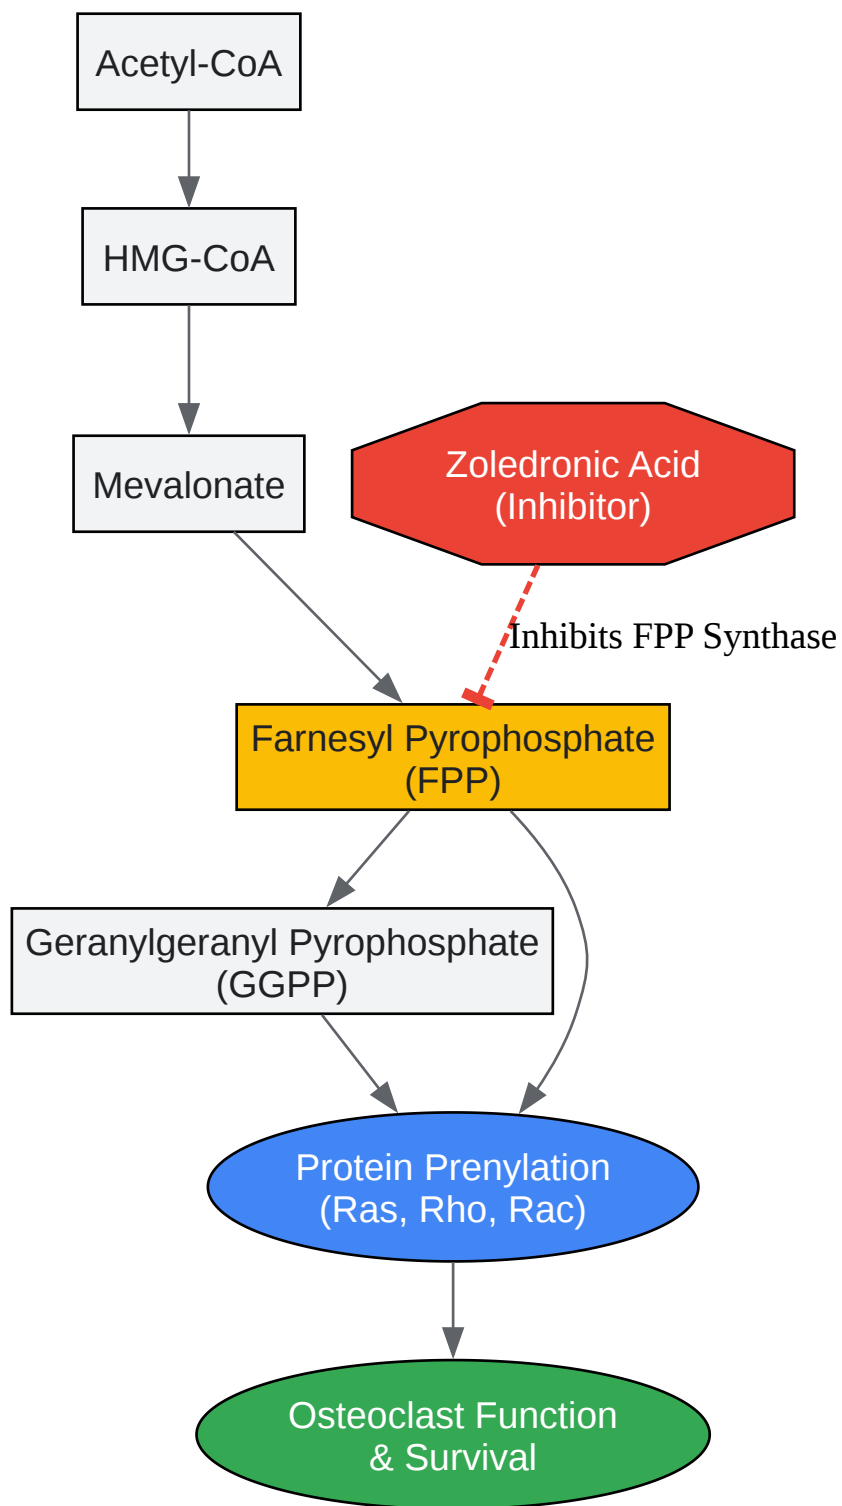 Acetyl-CoA
HMG-CoA
Mevalonate
Zoledronic Acid
(Inhibitor)
Inhibits FPP Synthase
Farnesyl Pyrophosphate
(FPP)
Geranylgeranyl Pyrophosphate
(GGPP)
Protein Prenylation
(Ras, Rho, Rac)
Osteoclast Function
& Survival